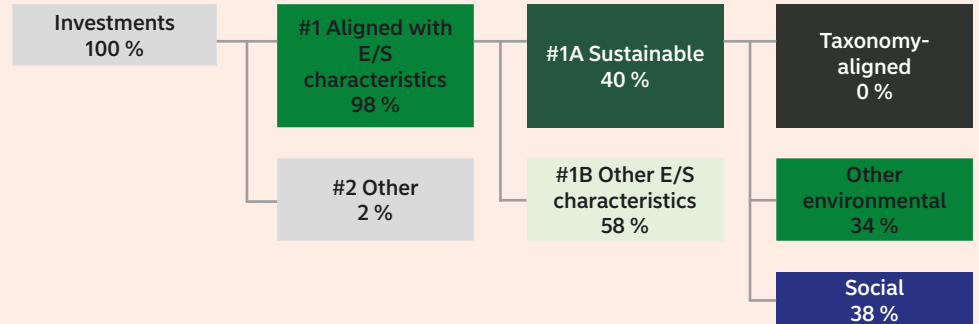 Investments
100 %
#1 Aligned with
E/S
characteristics
98 %
#2 Other
2 %
#1A Sustainable
40 %
#1B Other E/S
characteristics
58 %
Taxonomy-
aligned
0 %
Other
environmental
34 %
Social
38 %